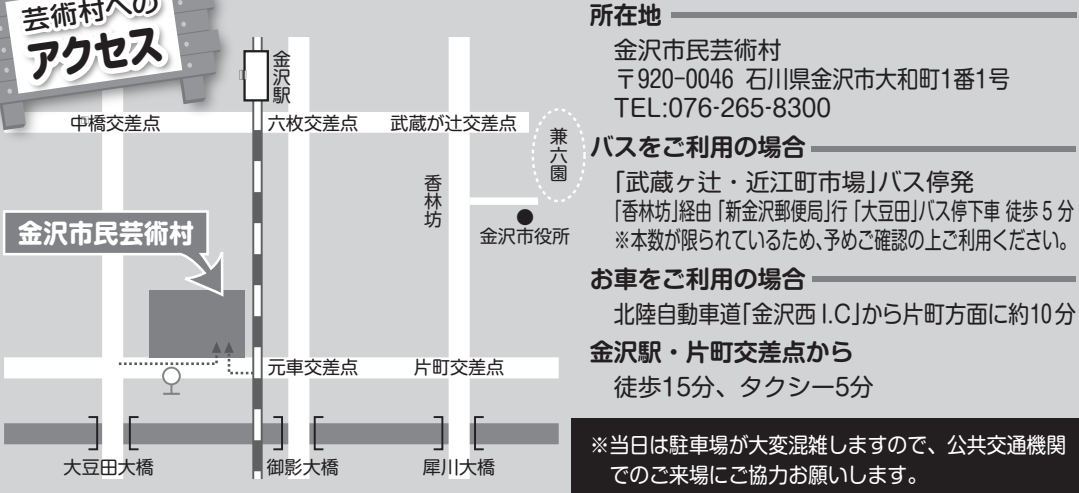 芸術村への
アクセス
金沢駅
中橋交差点
六枚交差点
武蔵が辻交差点
兼六園
香林坊
金沢市役所
金沢市民芸術村
元車交差点
片町交差点
大豆田大橋
御影大橋
犀川大橋
所在地
金沢市民芸術村
〒920-0046 石川県金沢市大和町1番1号
TEL:076-265-8300
バスをご利用の場合
「武蔵ヶ辻・近江町市場」バス停発
「香林坊」経由「新金沢郵便局」行「大豆田」バス停下車 徒歩5分
※本数が限られているため、予めご確認の上ご利用ください。
お車をご利用の場合
北陸自動車道「金沢西I.C」から片町方面に約10分
金沢駅・片町交差点から
徒歩15分、タクシー5分
※当日は駐車場が大変混雑しますので、公共交通機関
でのご来場にご協力お願いします。